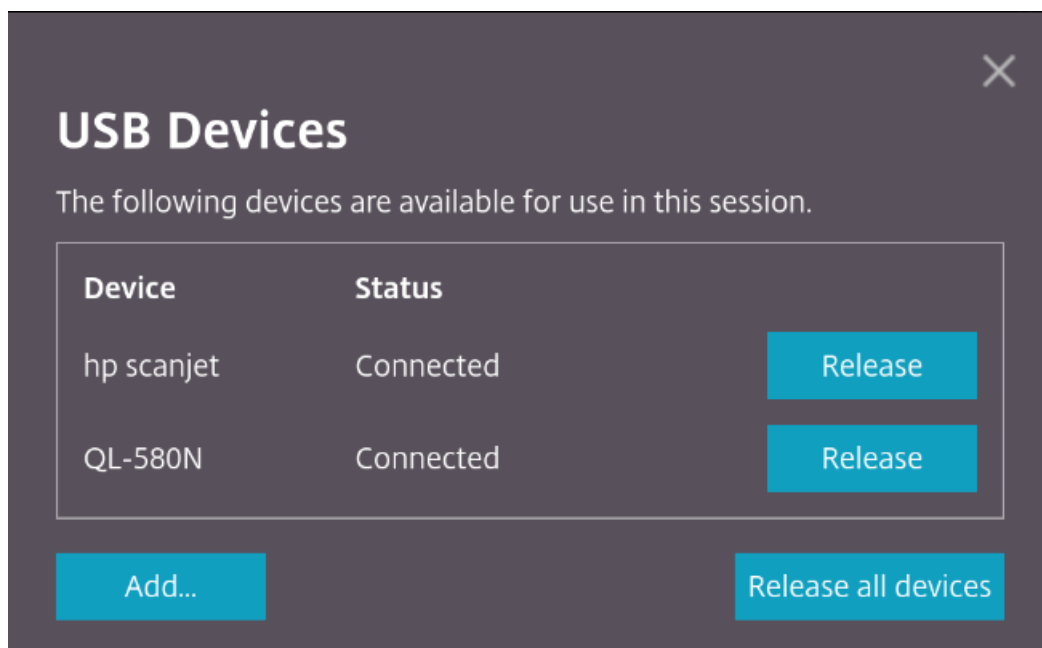 USB Devices
The following devices are available for use in this session.
Device Status
hp scanjet Connected Release
QL-580N Connected Release
Add... Release all devices